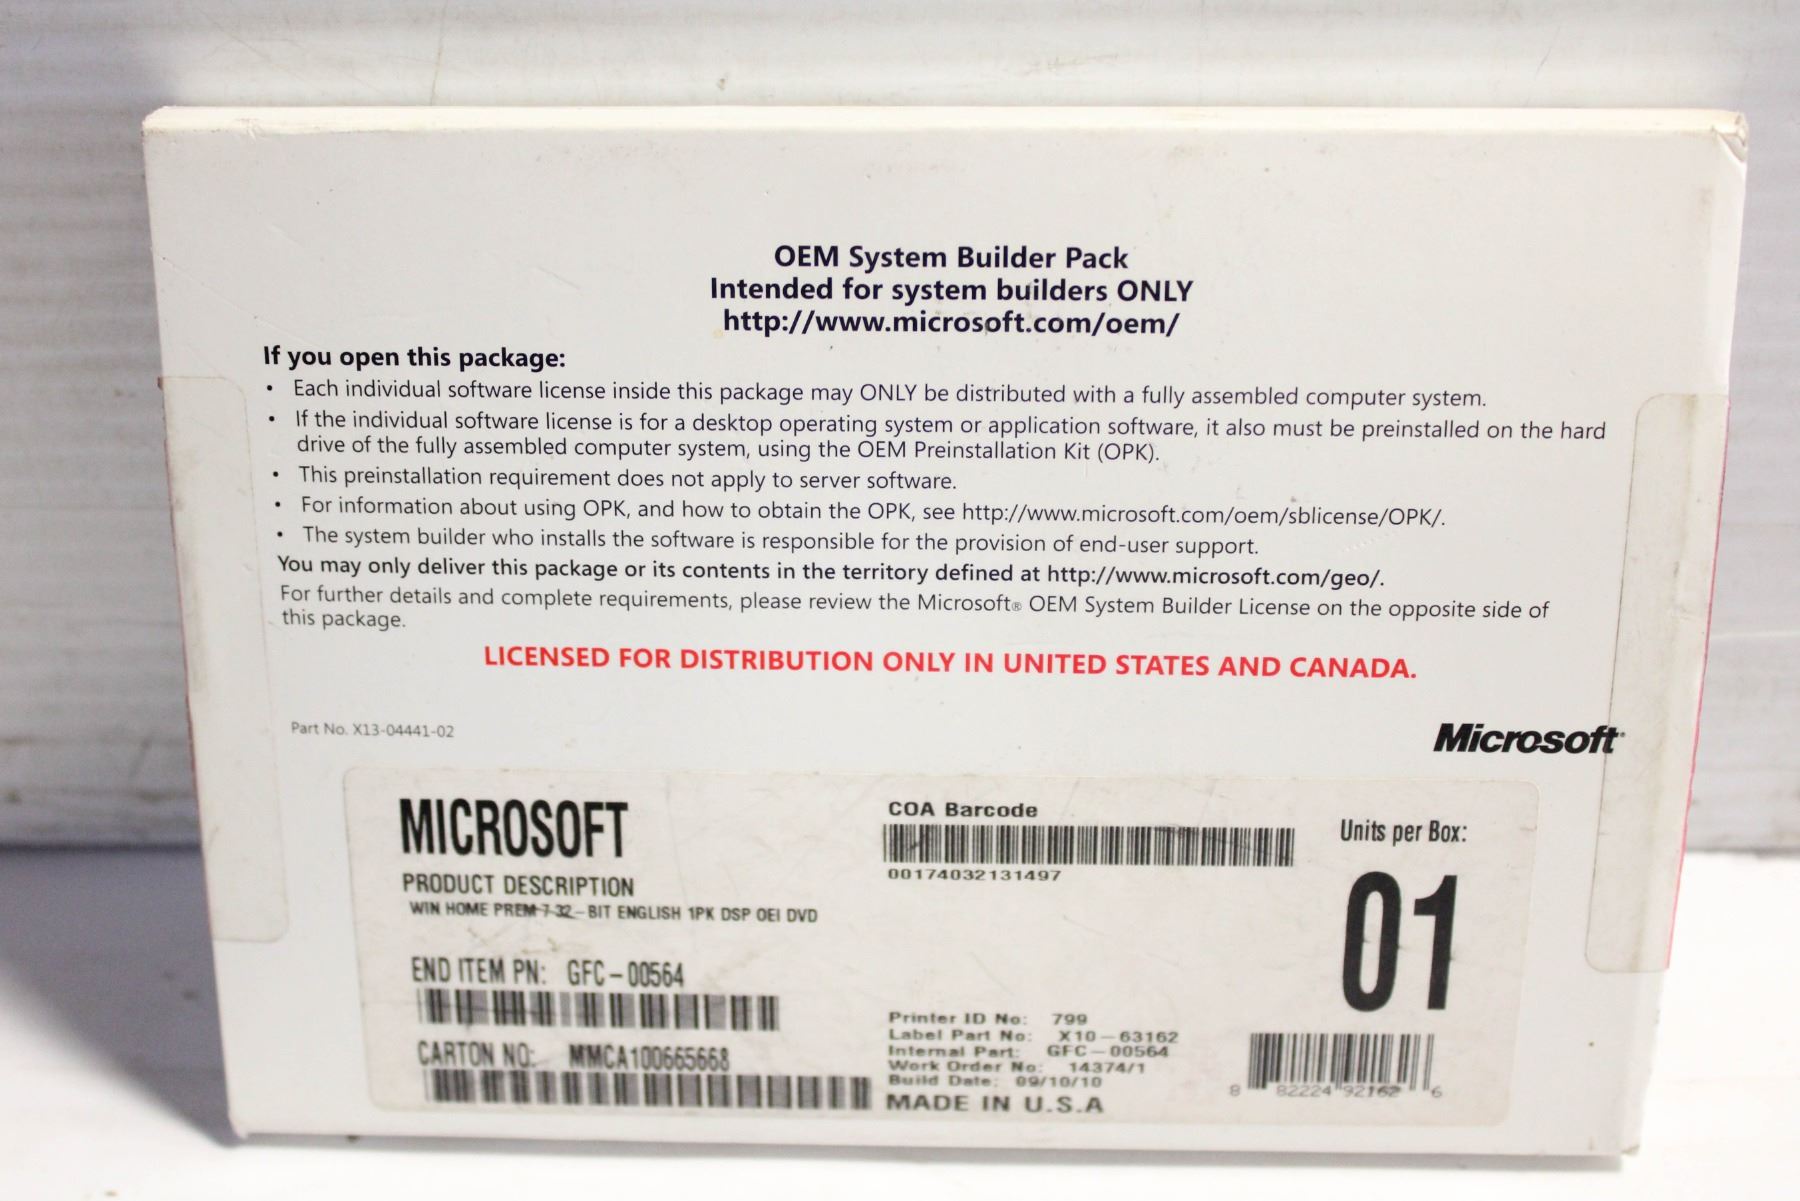 OEM System Builder Pack
Intended for system builders ONLY
http://www.microsoft.com/oem/
If you open this package:
• Each individual software license inside this package may ONLY be distributed with a fully assembled computer system.
• If the individual software license is for a desktop operating system or application software, it also must be preinstalled on the hard
drive of the fully assembled computer system, using the OEM Preinstallation Kit (OPK).
• This preinstallation requirement does not apply to server software.
• For information about using OPK, and how to obtain the OPK, see http://www.microsoft.com/oem/sblicense/OPK/.
• The system builder who installs the software is responsible for the provision of end-user support.
You may only deliver this package or its contents in the territory defined at http://www.microsoft.com/geo/.
For further details and complete requirements, please review the Microsoft® OEM System Builder License on the opposite side of
this package.
LICENSED FOR DISTRIBUTION ONLY IN UNITED STATES AND CANADA.
Part No. X13-04441-02
Microsoft®
MICROSOFT
PRODUCT DESCRIPTION
WIN HOME PREM 7 32-BIT ENGLISH 1PK DSP OEI DVD
END ITEM PN: GFC-00564
CARTON NO: MMCA100665668
COA Barcode
00174032131497
Printer ID No: 799
Label Part No: X10-63162
Internal Part: GFC-00564
Work Order No: 14374/1
Build Date: 09/10/10
MADE IN U.S.A
Units per Box:
01
8 82224 92162 6